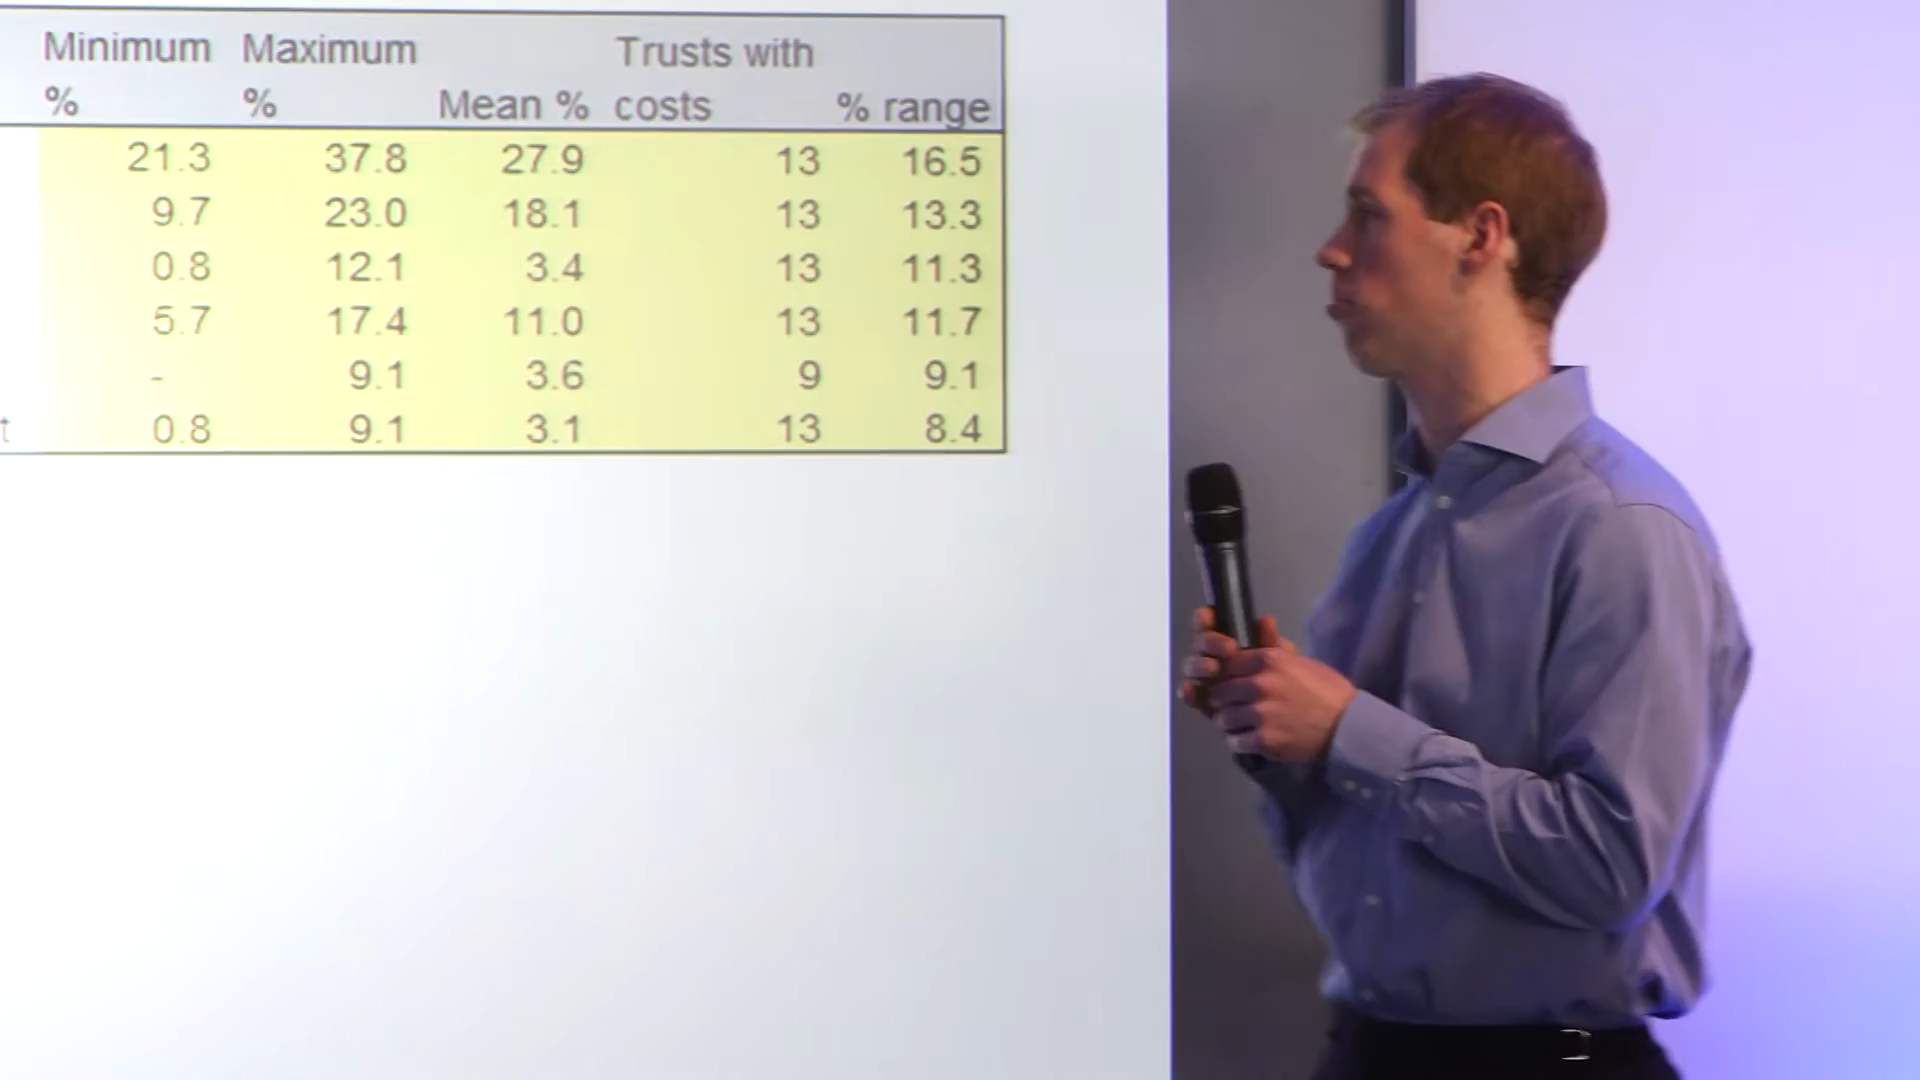 Minimum Maximum Trusts with
% % Mean % costs % range
21.3 37.8 27.9 13 16.5
9.7 23.0 18.1 13 13.3
0.8 12.1 3.4 13 11.3
5.7 17.4 11.0 13 11.7
- 9.1 3.6 9 9.1
t 0.8 9.1 3.1 13 8.4